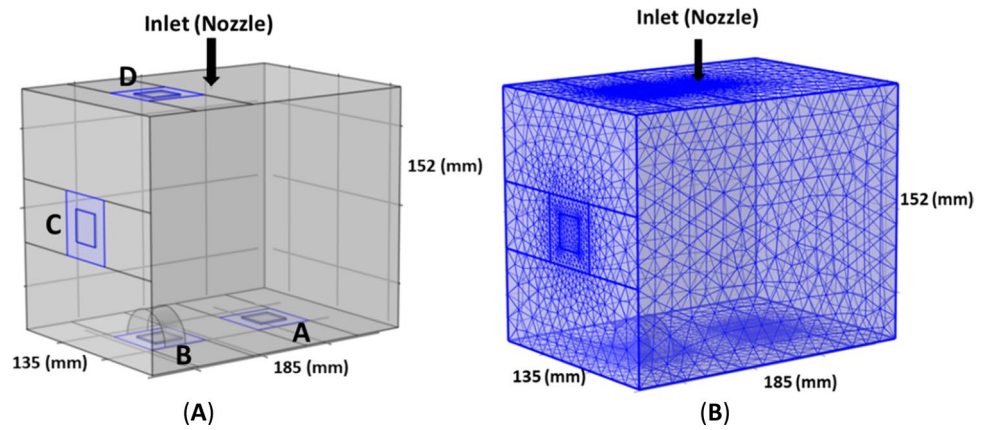 Inlet (Nozzle)
D
152 (mm)
C
A
B
135 (mm)
185 (mm)
(A)
Inlet (Nozzle)
152 (mm)
135 (mm)
185 (mm)
(B)